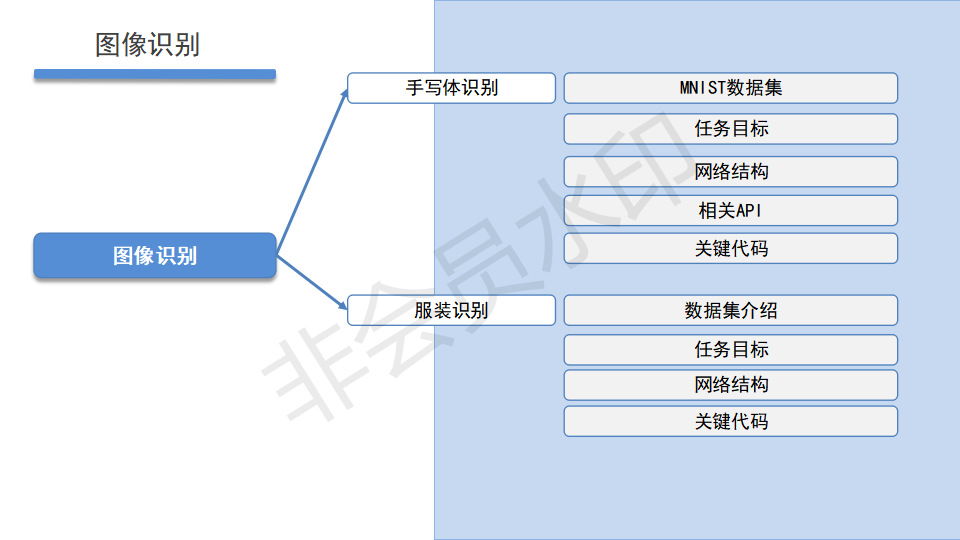 图像识别
手写体识别
MNIST数据集
任务目标
网络结构
相关API
关键代码
图像识别
服装识别
数据集介绍
任务目标
网络结构
关键代码
非会员水印